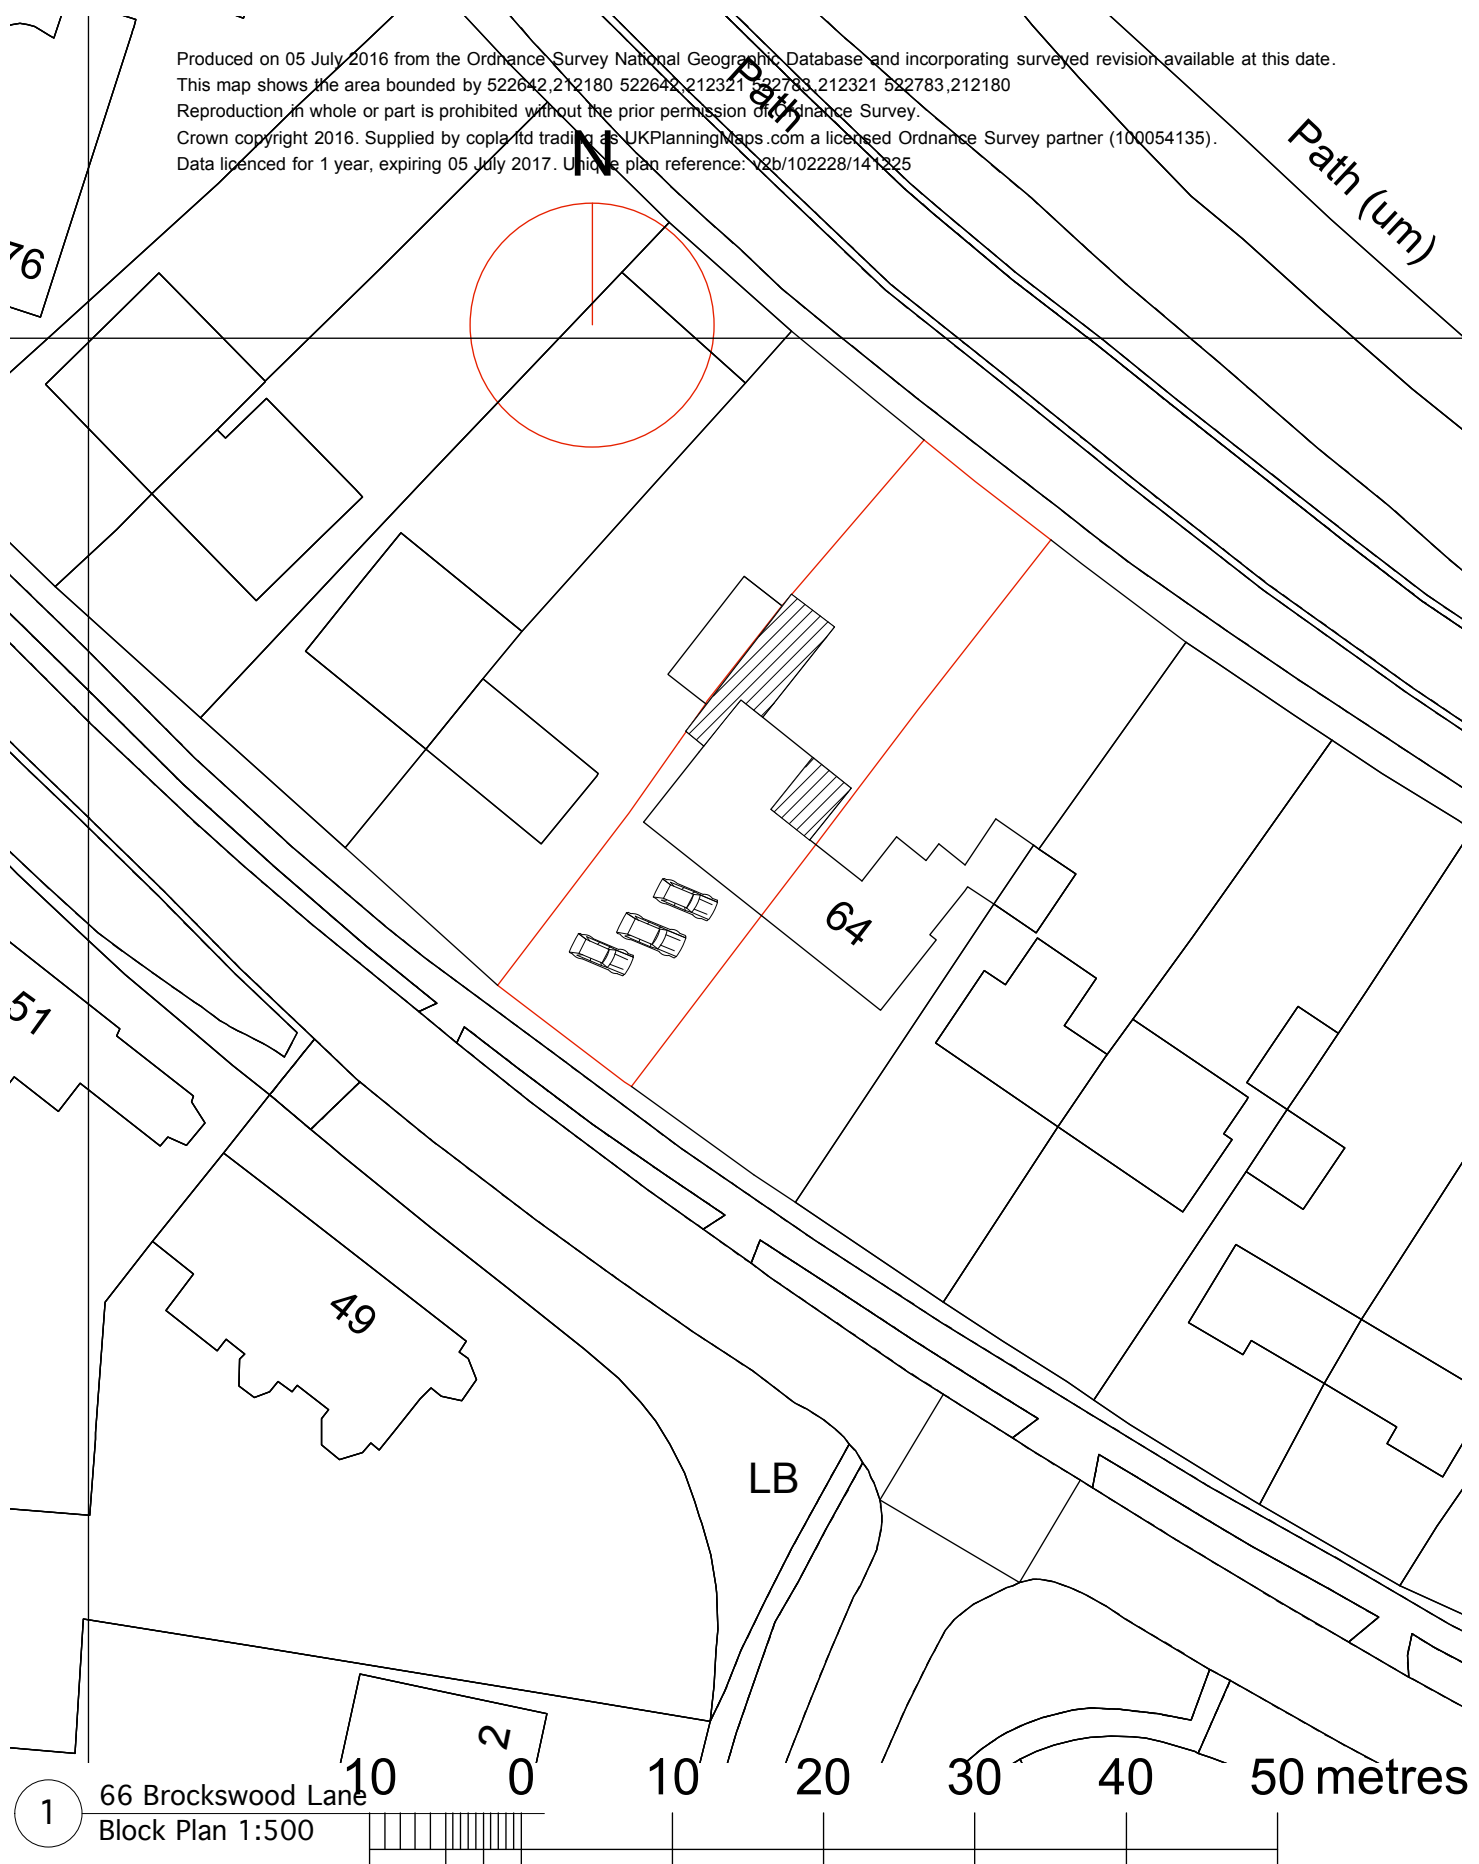 Produced on 05 July 2016 from the Ordnance Survey National Geographic Database and incorporating surveyed revision available at this date.
This map shows the area bounded by 522642,212180 522642,212321 522783,212321 522783,212180
Reproduction in whole or part is prohibited without the prior permission of Ordnance Survey.
Crown copyright 2016. Supplied by copla ltd trading as UKPlanningMaps.com a licensed Ordnance Survey partner (100054135).
Data licenced for 1 year, expiring 05 July 2017. Unique plan reference: v2b/102228/141225
Path
N
Path (um)
76
64
51
49
LB
2
10 0 10 20 30 40 50 metres
1
66 Brockswood Lane
Block Plan 1:500